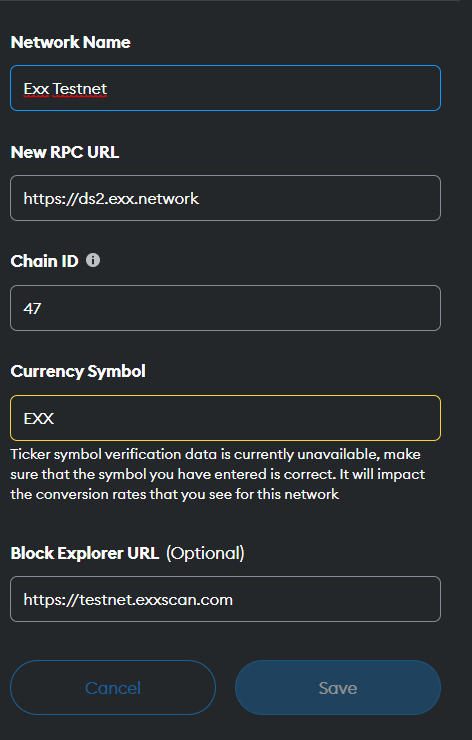 Network Name
Exx Testnet
New RPC URL
https://ds2.exx.network
Chain ID
47
Currency Symbol
EXX
Ticker symbol verification data is currently unavailable, make
sure that the symbol you have entered is correct. It will impact
the conversion rates that you see for this network
Block Explorer URL (Optional)
https://testnet.exxscan.com
Cancel Save